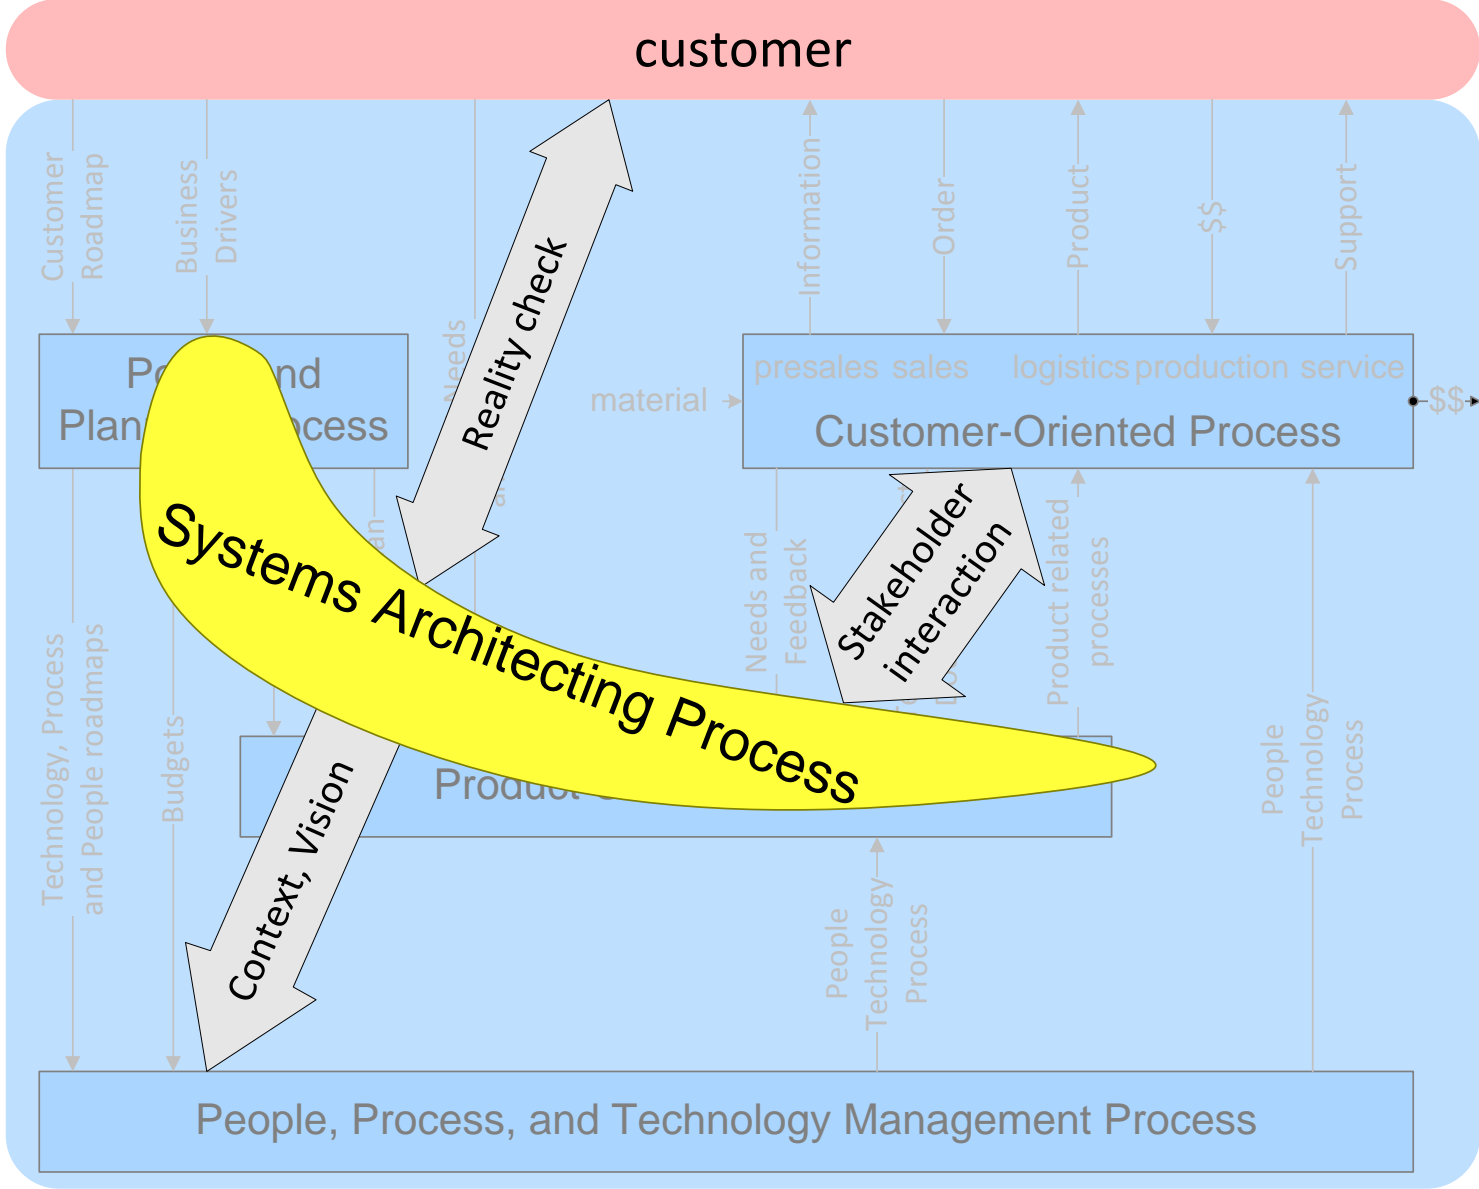 customer
Customer
Roadmap
Business
Drivers
Needs
Reality check
Information
Order
Product
$$
Support
presales sales logistics production service
material
$$
Customer-Oriented Process
Systems Architecting Process
Stakeholder
interaction
Needs and
Feedback
Product related
processes
Technology, Process
and People roadmaps
Budgets
Context, Vision
Product
People
Technology
Process
People
Technology
Process
People, Process, and Technology Management Process